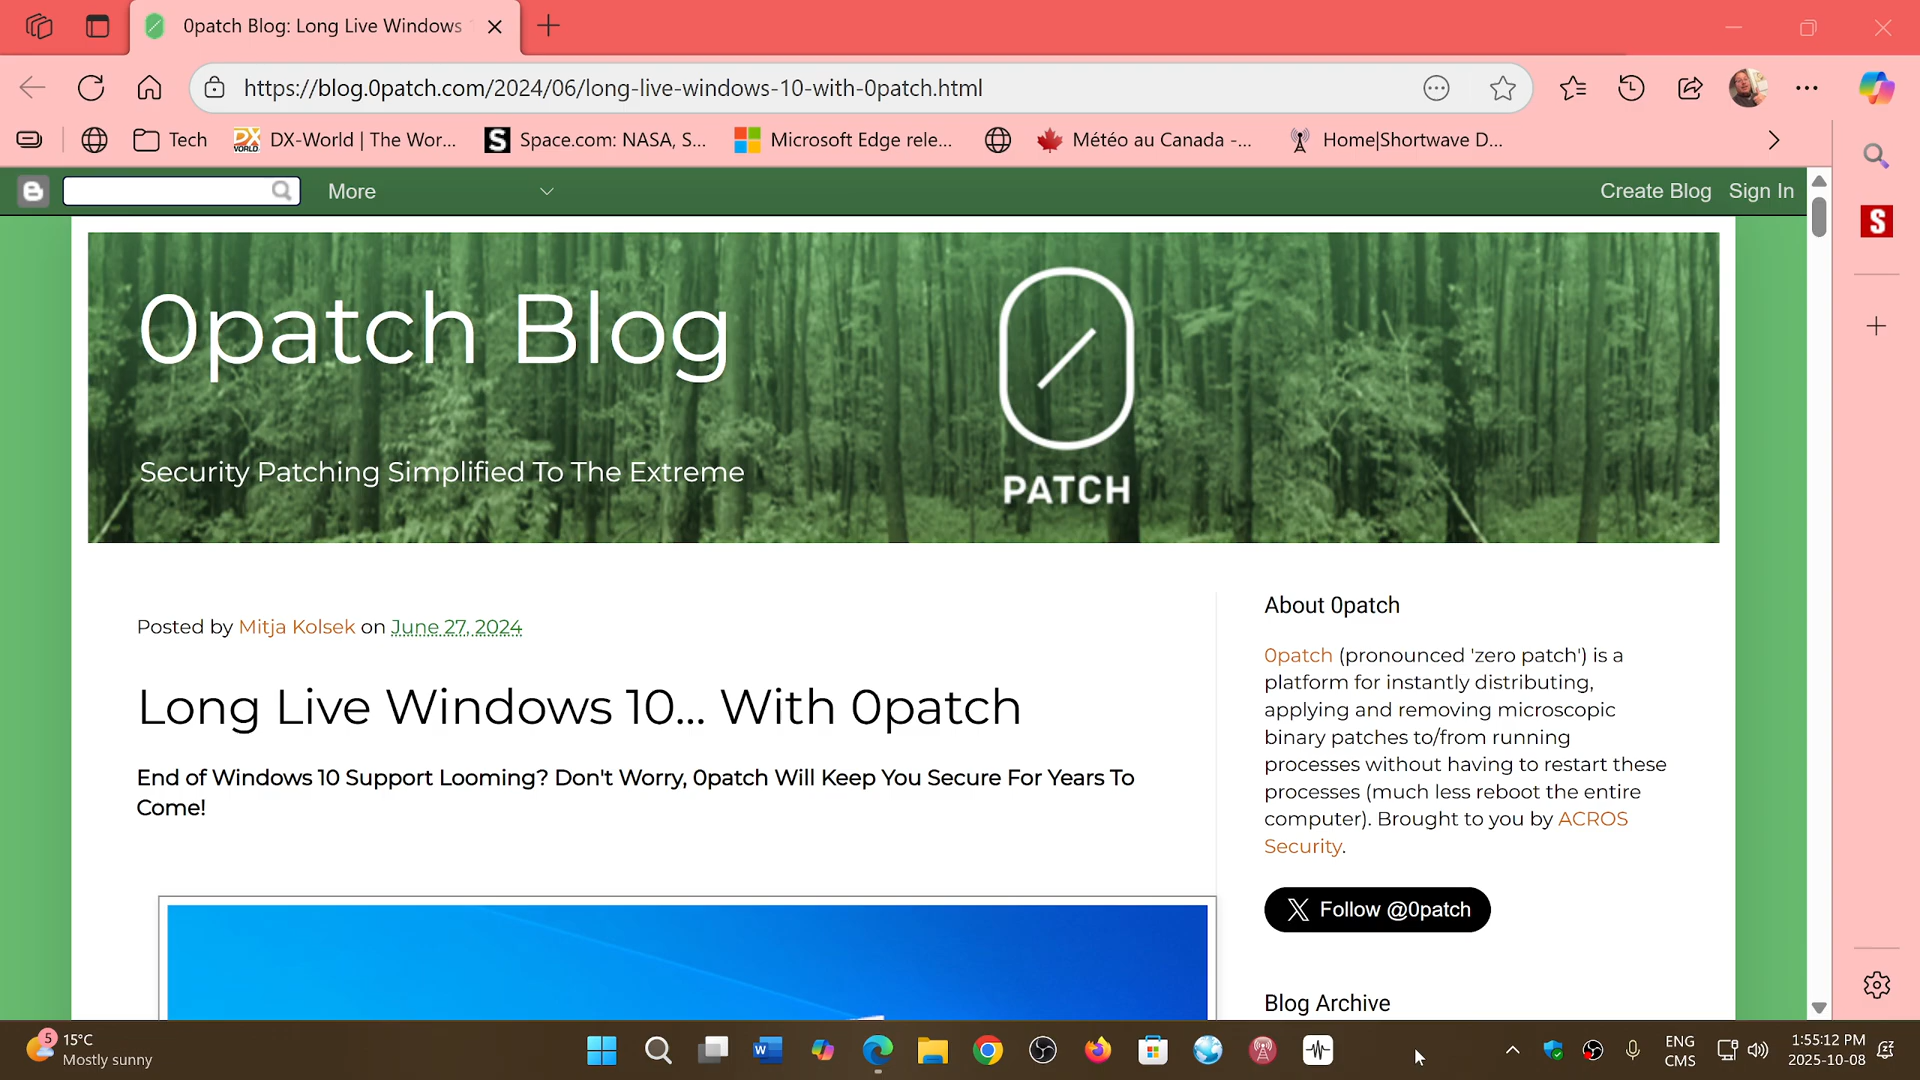 0patch Blog: Long Live Windows
https://blog.0patch.com/2024/06/long-live-windows-10-with-0patch.html
Tech
DX-World | The Wor...
Space.com: NASA, S...
Microsoft Edge rele...
Météo au Canada -...
Home|Shortwave D...
More
Create Blog
Sign In
0patch Blog
Security Patching Simplified To The Extreme
PATCH
Posted by Mitja Kolsek on June 27, 2024
Long Live Windows 10... With 0patch
End of Windows 10 Support Looming? Don't Worry, 0patch Will Keep You Secure For Years To
Come!
About 0patch
0patch (pronounced 'zero patch') is a
platform for instantly distributing,
applying and removing microscopic
binary patches to/from running
processes without having to restart these
processes (much less reboot the entire
computer). Brought to you by ACROS
Security.
Follow @0patch
Blog Archive
5
15°C
Mostly sunny
ENG
CMS
1:55:12 PM
2025-10-08